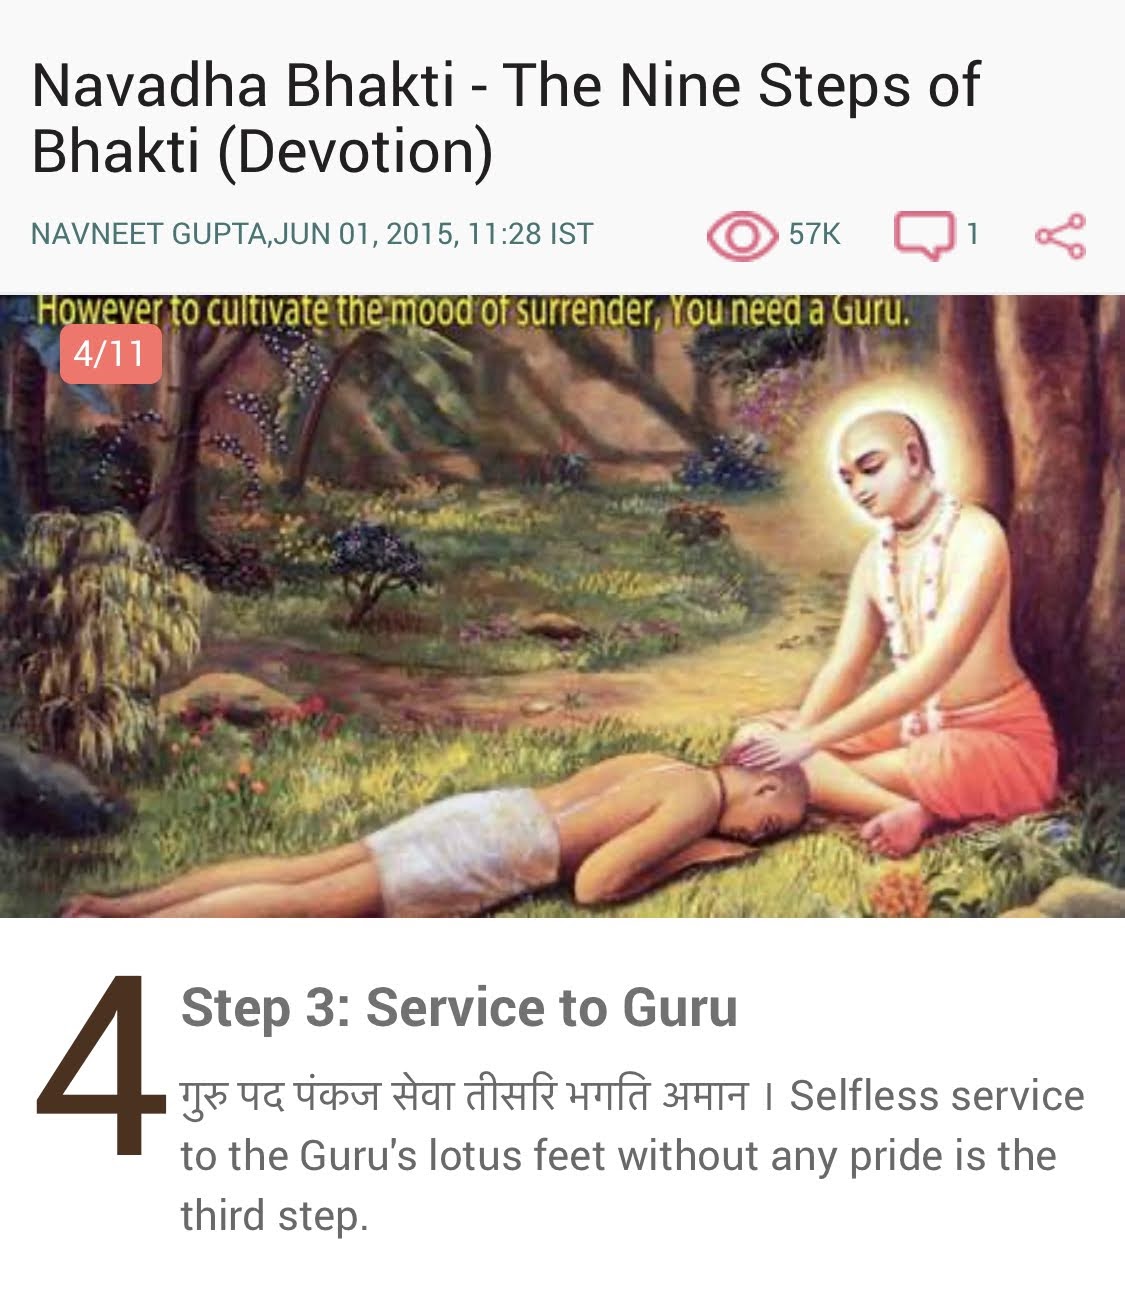 Navadha Bhakti - The Nine Steps of
Bhakti (Devotion)
NAVNEET GUPTA,JUN 01, 2015, 11:28 IST
57K
1
However to cultivate the mood of surrender, You need a Guru.
4/11
4
Step 3: Service to Guru
गुरु पद पंकज सेवा तीसरि भगति अमान । Selfless service
to the Guru's lotus feet without any pride is the
third step.